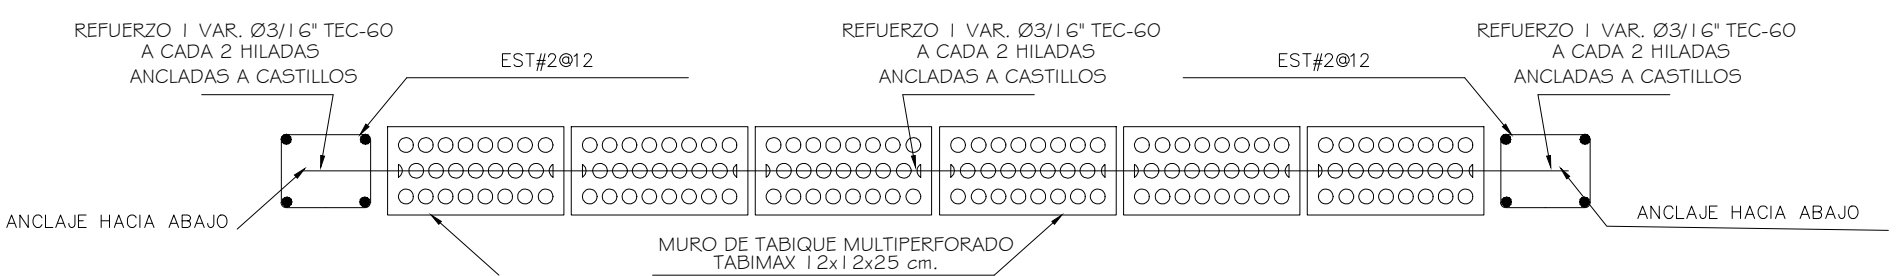 REFUERZO 1 VAR. Ø3/16" TEC-60
A CADA 2 HILADAS
ANCLADAS A CASTILLOS
EST#2@12
REFUERZO 1 VAR. Ø3/16" TEC-60
A CADA 2 HILADAS
ANCLADAS A CASTILLOS
EST#2@12
REFUERZO 1 VAR. Ø3/16" TEC-60
A CADA 2 HILADAS
ANCLADAS A CASTILLOS
ANCLAJE HACIA ABAJO
MURO DE TABIQUE MULTIPERFORADO
TABIMAX 12x12x25 cm.
ANCLAJE HACIA ABAJO